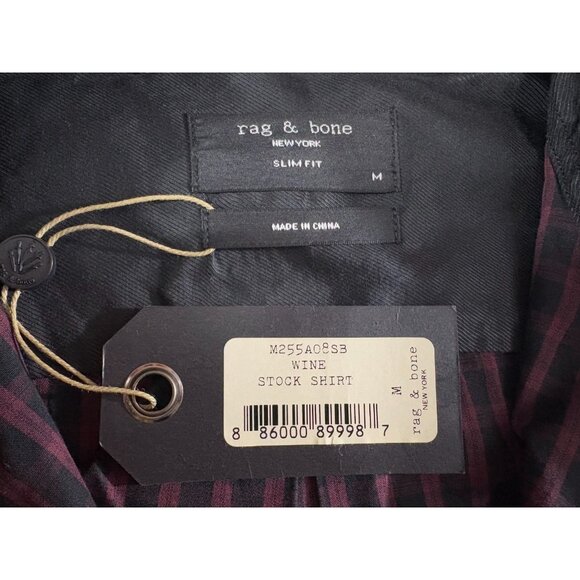 rag & bone
NEW YORK
SLIM FIT
M
MADE IN CHINA
M255A08SB
WINE
STOCK SHIRT
8 86000 89998 7
M
rag & bone
NEW YORK